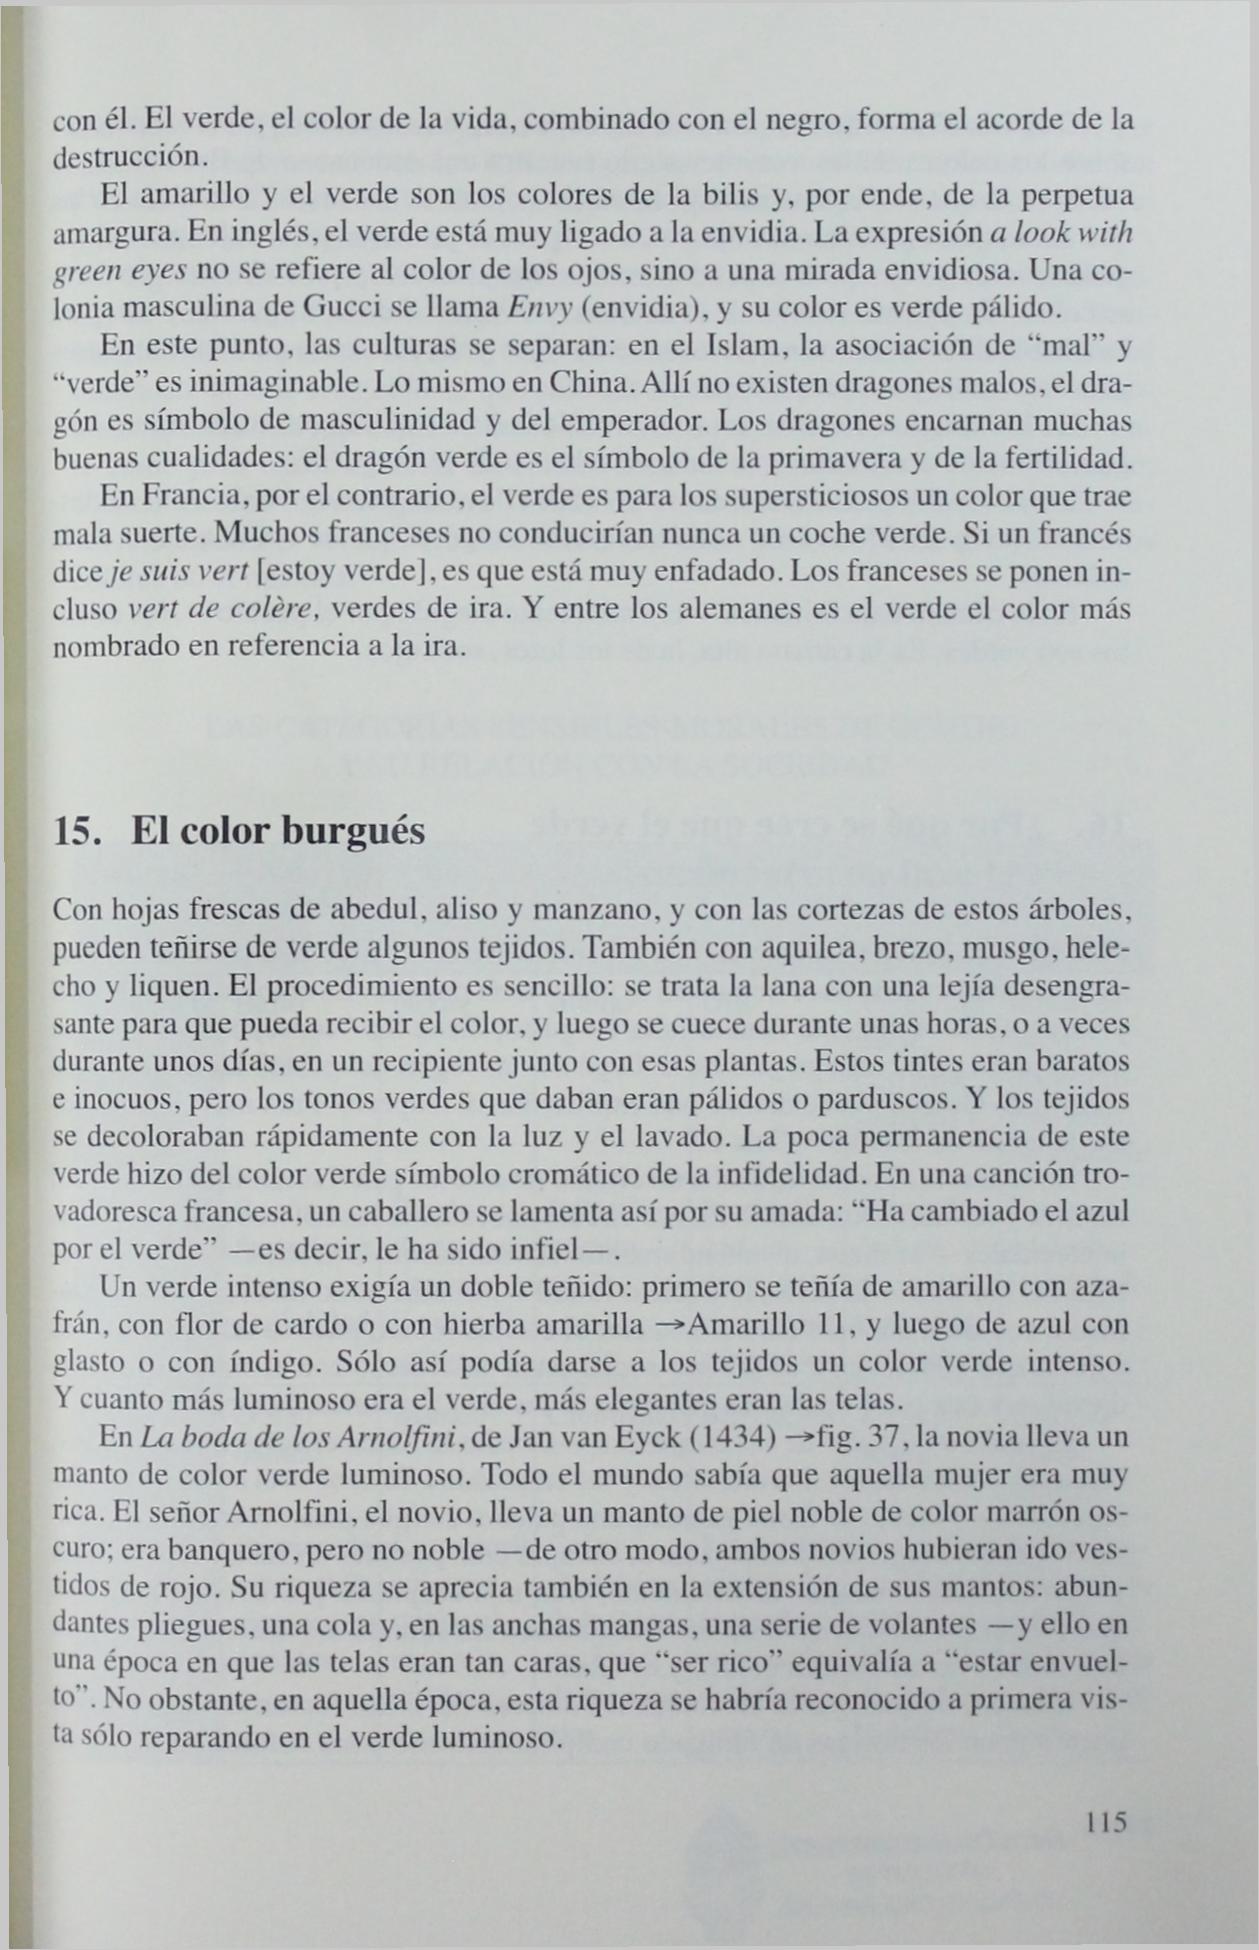 con él. El verde, el color de la vida, combinado con el negro, forma el acorde de la
destrucción.
El amarillo y el verde son los colores de la bilis y, por ende, de la perpetua
amargura. En inglés, el verde está muy ligado a la envidia. La expresión a look with
green eyes no se refiere al color de los ojos, sino a una mirada envidiosa. Una co-
lonia masculina de Gucci se llama Envy (envidia), y su color es verde pálido.
En este punto, las culturas se separan: en el Islam, la asociación de “mal” y
“verde” es inimaginable. Lo mismo en China. Allí no existen dragones malos, el dra-
gón es símbolo de masculinidad y del emperador. Los dragones encarnan muchas
buenas cualidades: el dragón verde es el símbolo de la primavera y de la fertilidad.
En Francia, por el contrario, el verde es para los supersticiosos un color que trae
mala suerte. Muchos franceses no conducirían nunca un coche verde. Si un francés
dice je suis vert [estoy verde], es que está muy enfadado. Los franceses se ponen in-
cluso vert de colère, verdes de ira. Y entre los alemanes es el verde el color más
nombrado en referencia a la ira.
15. El color burgués
Con hojas frescas de abedul, aliso y manzano, y con las cortezas de estos árboles,
pueden teñirse de verde algunos tejidos. También con aquilea, brezo, musgo, hele-
cho y liquen. El procedimiento es sencillo: se trata la lana con una lejía desengra-
sante para que pueda recibir el color, y luego se cuece durante unas horas, o a veces
durante unos días, en un recipiente junto con esas plantas. Estos tintes eran baratos
e inocuos, pero los tonos verdes que daban eran pálidos o parduscos. Y los tejidos
se decoloraban rápidamente con la luz y el lavado. La poca permanencia de este
verde hizo del color verde símbolo cromático de la infidelidad. En una canción tro-
vadoresca francesa, un caballero se lamenta así por su amada: “Ha cambiado el azul
por el verde” —es decir, le ha sido infiel—.
Un verde intenso exigía un doble teñido: primero se teñía de amarillo con aza-
frán, con flor de cardo o con hierba amarilla →Amarillo 11, y luego de azul con
glasto o con índigo. Sólo así podía darse a los tejidos un color verde intenso.
Y cuanto más luminoso era el verde, más elegantes eran las telas.
En La boda de los Arnolfini, de Jan van Eyck (1434) →fig. 37, la novia lleva un
manto de color verde luminoso. Todo el mundo sabía que aquella mujer era muy
rica. El señor Arnolfini, el novio, lleva un manto de piel noble de color marrón os-
curo; era banquero, pero no noble —de otro modo, ambos novios hubieran ido ves-
tidos de rojo. Su riqueza se aprecia también en la extensión de sus mantos: abun-
dantes pliegues, una cola y, en las anchas mangas, una serie de volantes —y ello en
una época en que las telas eran tan caras, que “ser rico” equivalía a “estar envuel-
to”. No obstante, en aquella época, esta riqueza se habría reconocido a primera vis-
ta sólo reparando en el verde luminoso.
115